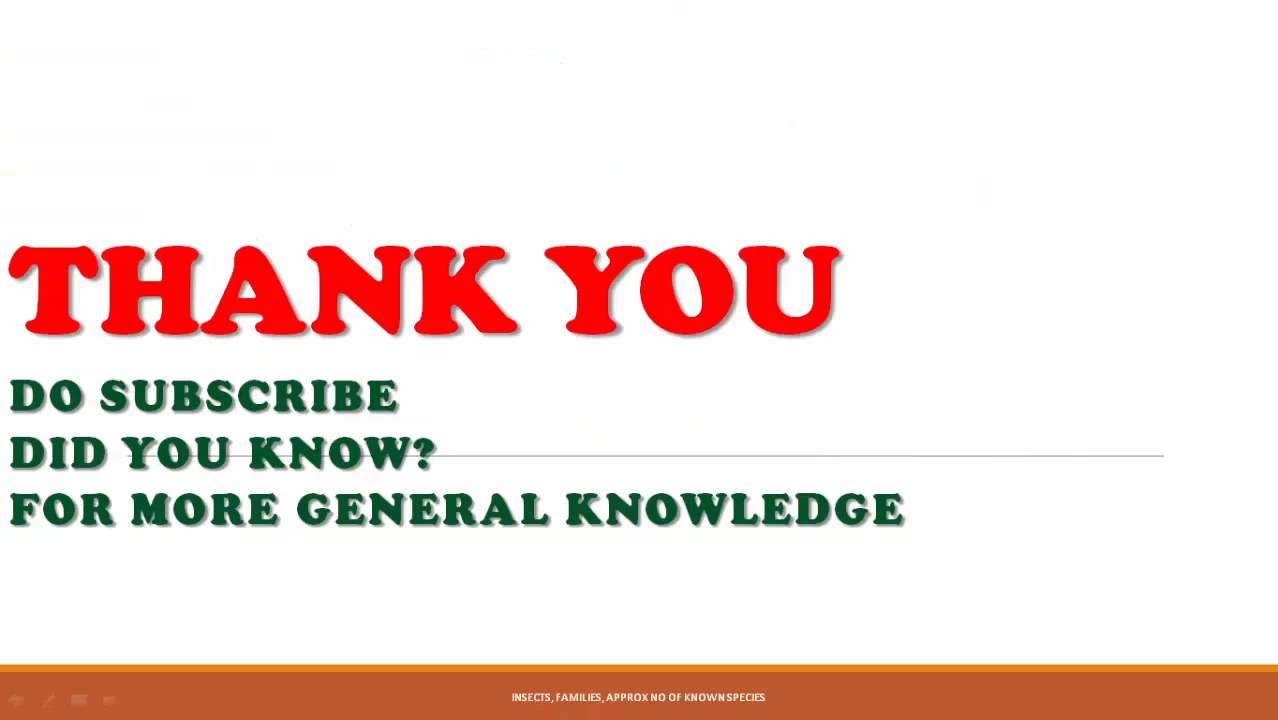 THANK YOU
DO SUBSCRIBE
DID YOU KNOW?
FOR MORE GENERAL KNOWLEDGE
INSECTS, FAMILIES, APPROX NO OF KNOWN SPECIES